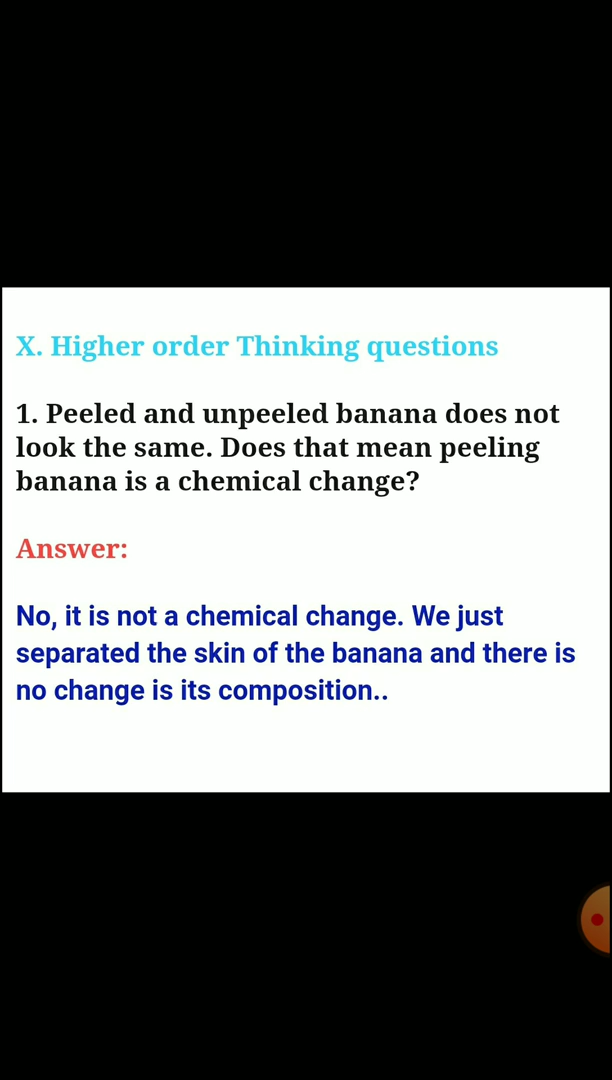 X. Higher order Thinking questions
1. Peeled and unpeeled banana does not
look the same. Does that mean peeling
banana is a chemical change?
Answer:
No, it is not a chemical change. We just
separated the skin of the banana and there is
no change is its composition..